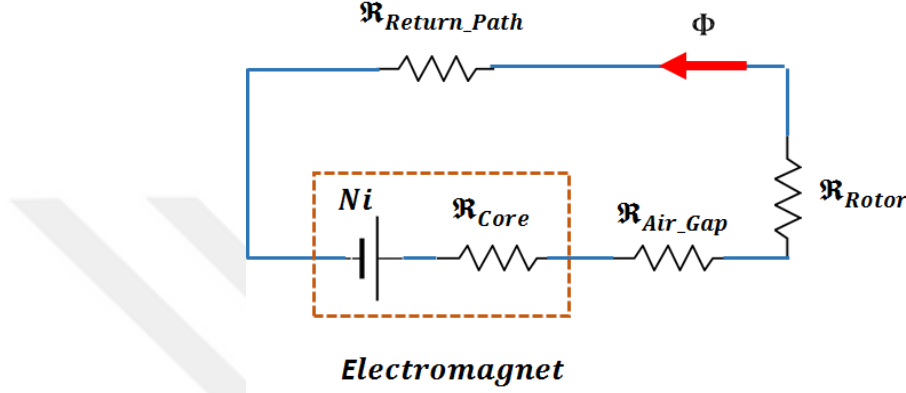 ℜReturn_Path
Φ
Ni
ℜCore
ℜAir_Gap
ℜRotor
Electromagnet